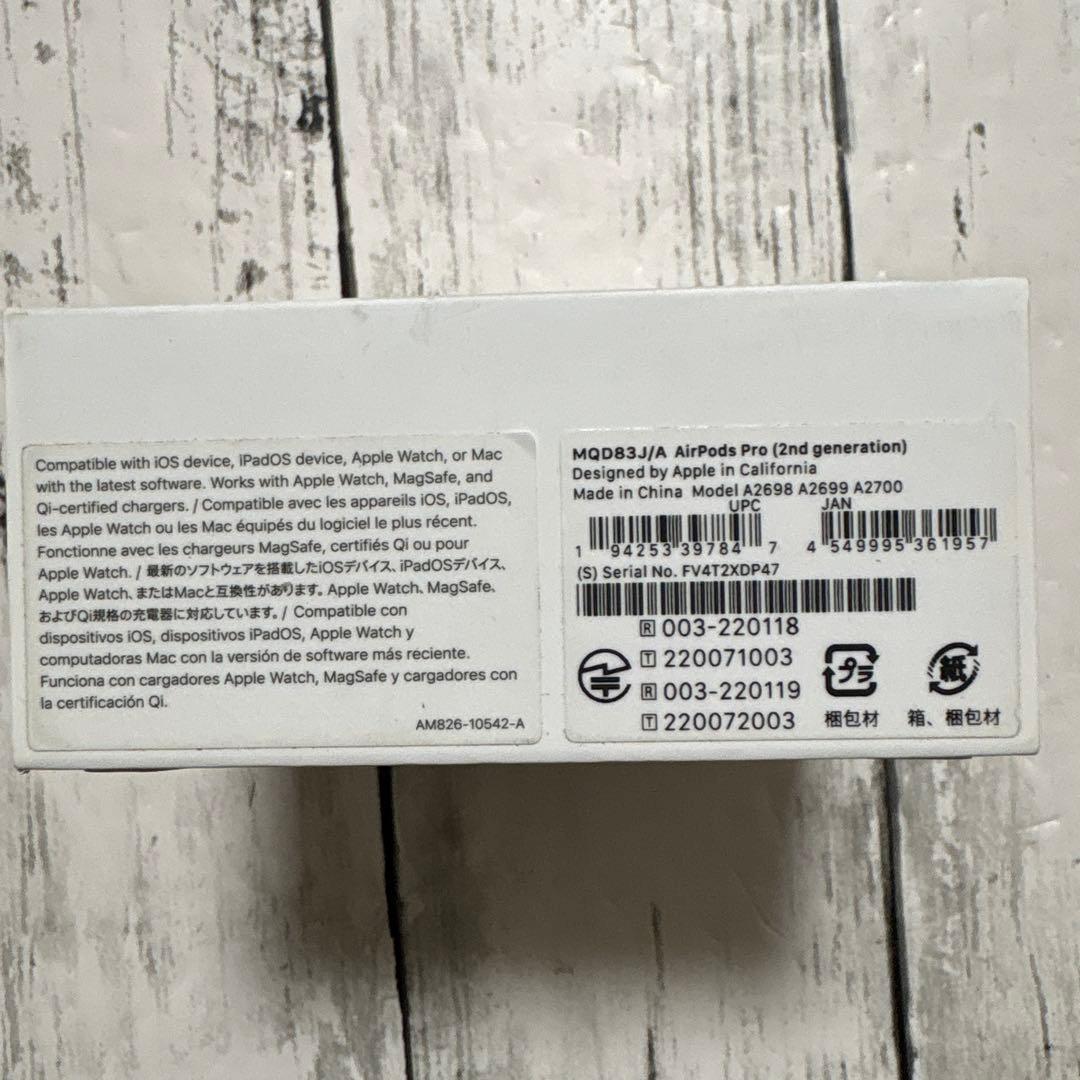 Compatible with iOS device, iPadOS device, Apple Watch, or Mac
with the latest software. Works with Apple Watch, MagSafe, and
Qi-certified chargers. / Compatible avec les appareils iOS, iPadOS,
les Apple Watch ou les Mac équipés du logiciel le plus récent.
Fonctionne avec les chargeurs MagSafe, certifiés Qi ou pour
Apple Watch. / 最新のソフトウェアを搭載したiOSデバイス、iPadOSデバイス、
Apple Watch、またはMacと互換性があります。Apple Watch、MagSafe、
およびQi規格の充電器に対応しています。/ Compatible con
dispositivos iOS, dispositivos iPadOS, Apple Watch y
computadoras Mac con la versión de software más reciente.
Funciona con cargadores Apple Watch, MagSafe y cargadores con
la certificación Qi.
AM826-10542-A
MQD83J/A AirPods Pro (2nd generation)
Designed by Apple in California
Made in China Model A2698 A2699 A2700
UPC JAN
1 94253 39784 7 4 549995 361957
(S) Serial No. FV4T2XDP47
R 003-220118
T 220071003
R 003-220119
T 220072003
プラ 紙
梱包材 箱、梱包材